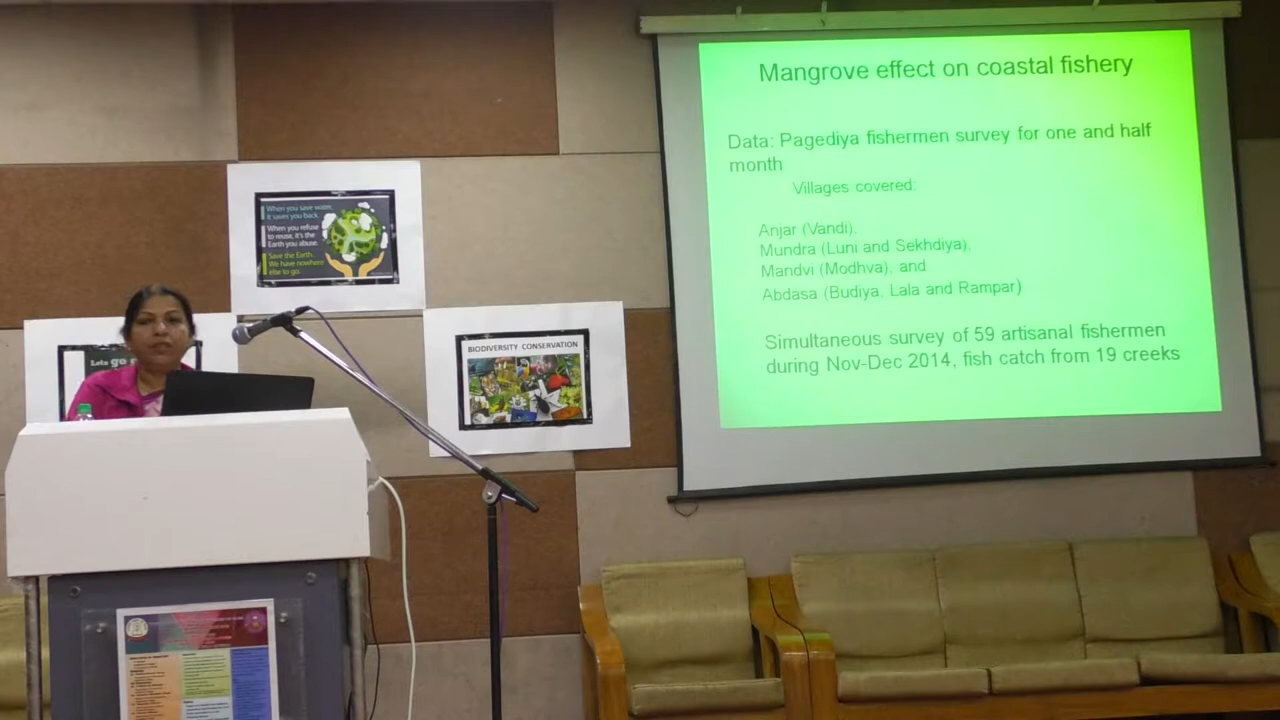 Mangrove effect on coastal fishery
Data: Pagediya fishermen survey for one and half
month
Villages covered:
Anjar (Vandi),
Mundra (Luni and Sekhdiya),
Mandvi (Modhva), and
Abdasa (Budiya, Lala and Rampar)
Simultaneous survey of 59 artisanal fishermen
during Nov-Dec 2014, fish catch from 19 creeks
When you save water,
it saves you back.
When you refuse
to reuse, it's the
Earth you abuse.
Save the Earth.
We have nowhere
else to go.
Lets go
BIODIVERSITY CONSERVATION